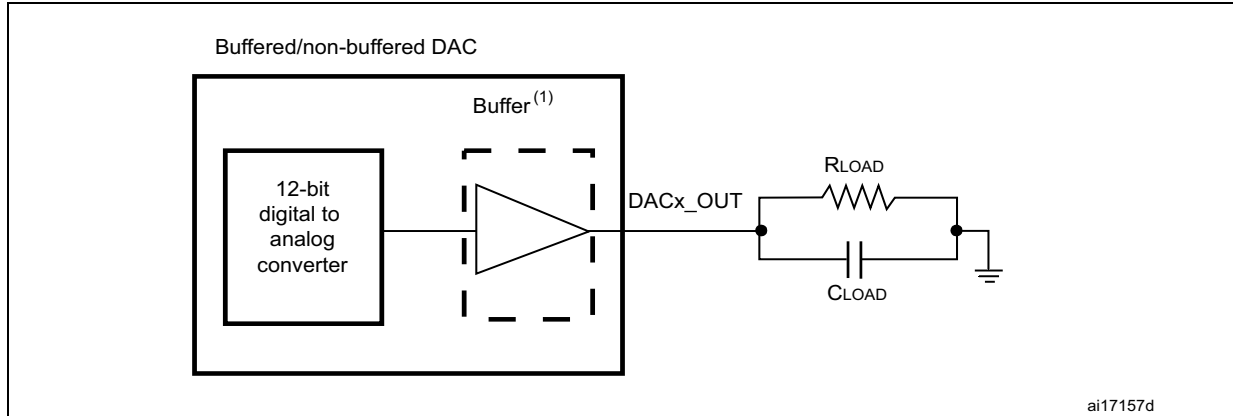 Buffered/non-buffered DAC
Buffer(1)
12-bit
digital to
analog
converter
DACx_OUT
RLOAD
CLOAD
ai17157d